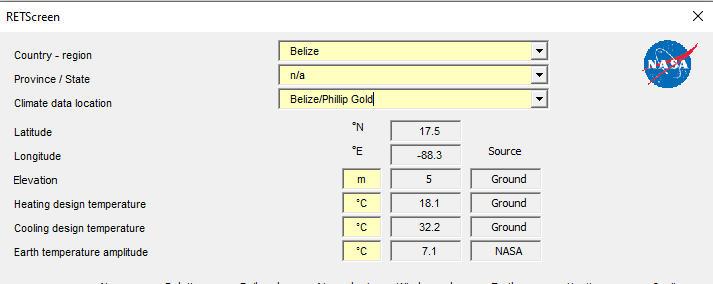 RETScreen
Country - region Belize
Province / State n/a
Climate data location Belize/Phillip Gold
NASA
Latitude °N 17.5
Longitude °E -88.3 Source
Elevation m 5 Ground
Heating design temperature °C 18.1 Ground
Cooling design temperature °C 32.2 Ground
Earth temperature amplitude °C 7.1 NASA